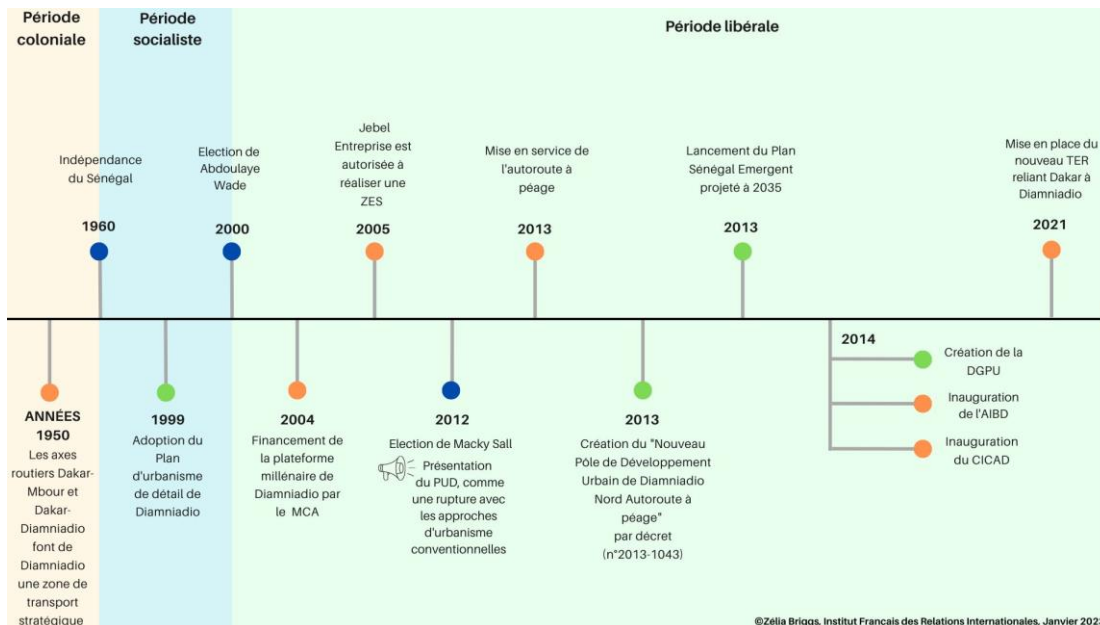 Période
coloniale
Période
socialiste
Période libérale
Indépendance
du Sénégal
1960
Election de
Abdoulaye
Wade
2000
Jebel
Entreprise est
autorisée à
réaliser une
ZES
2005
Mise en service de
l'autoroute à
péage
2013
Lancement du Plan
Sénégal Emergent
projeté à 2035
2013
Mise en place du
nouveau TER
reliant Dakar à
Diamniadio
2021
ANNÉES
1950
Les axes
routiers Dakar-
Mbour et
Dakar-
Diamniadio
font de
Diamniadio
une zone de
transport
stratégique
1999
Adoption du
Plan
d'urbanisme
de détail de
Diamniadio
2004
Financement de
la plateforme
millénaire de
Diamniadio par
le MCA
2012
Election de Macky Sall
Présentation
du PUD, comme
une rupture avec
les approches
d'urbanisme
conventionnelles
2013
Création du "Nouveau
Pôle de Développement
Urbain de Diamniadio
Nord Autoroute à
péage"
par décret
(n°2013-1043)
2014
Création de la
DGPU
Inauguration
de l'AIBD
Inauguration
du CICAD
©Zélia Briggs, Institut Français des Relations Internationales, Janvier 2023